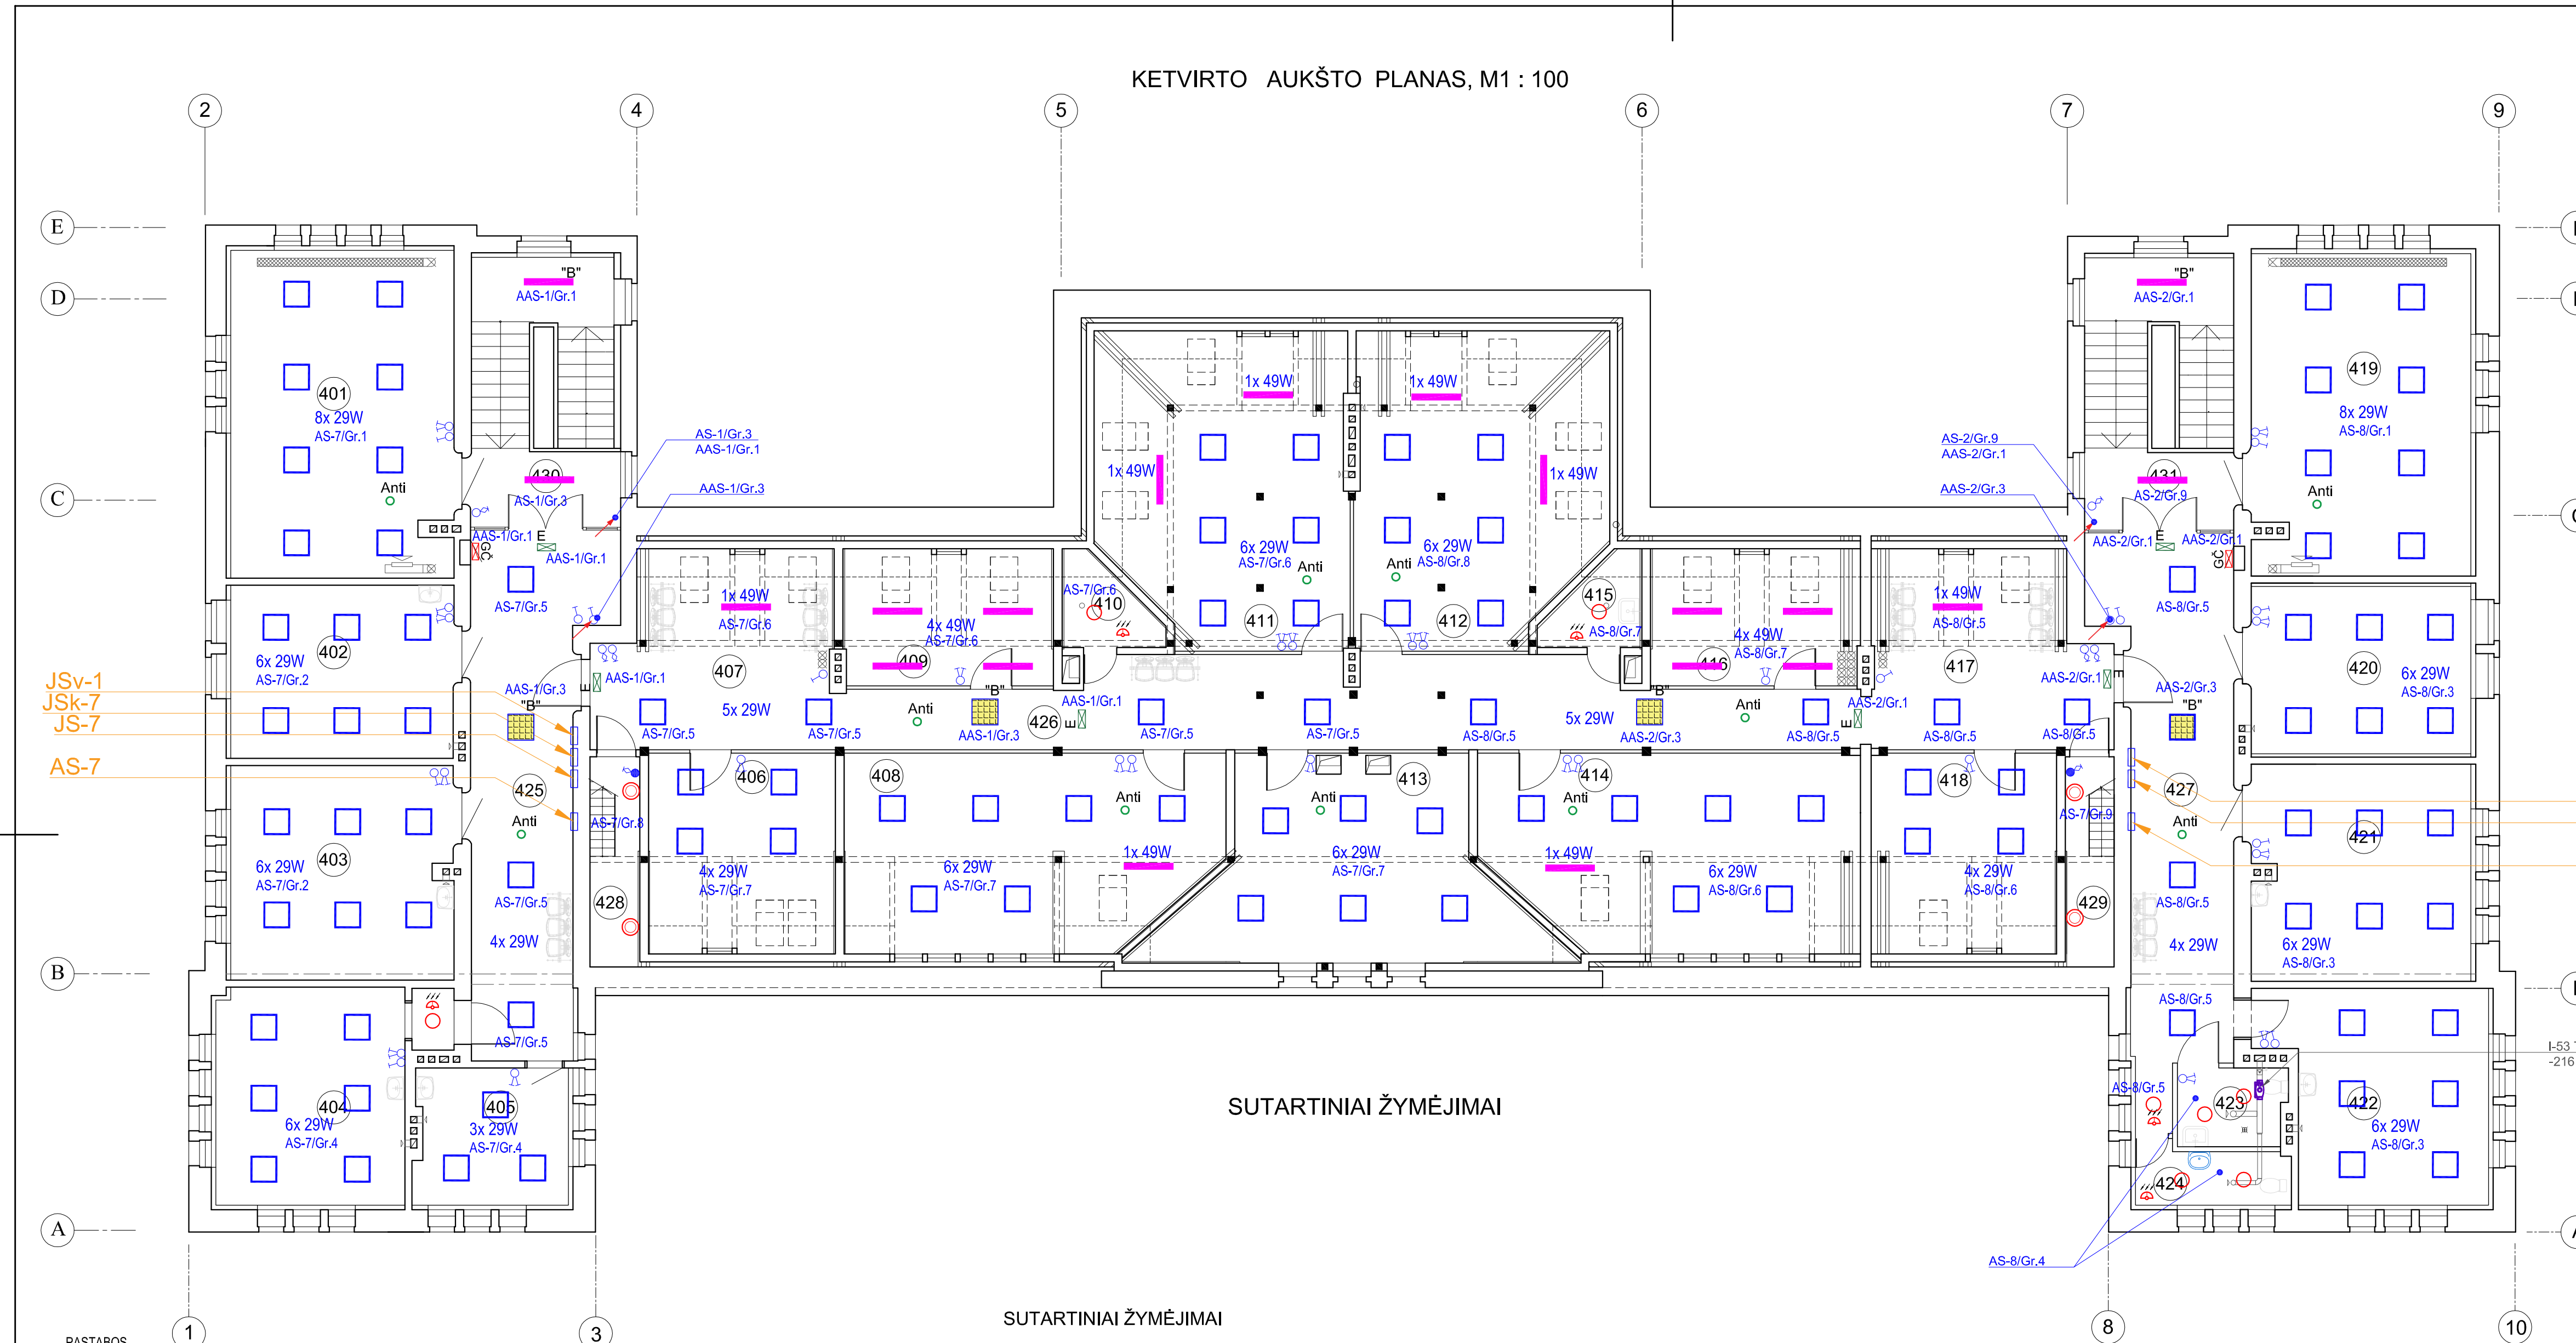 KETVIRTO AUKŠTO PLANAS, M1 : 100
2
4
5
6
7
9
E
D
C
B
A
"B"
AAS-1/Gr.1
401
8x 29W
AS-7/Gr.1
Anti
430
AS-1/Gr.3
AS-1/Gr.3
AAS-1/Gr.1
AAS-1/Gr.3
AAS-1/Gr.1
E
AAS-1/Gr.1
GČ
AS-7/Gr.5
402
6x 29W
AS-7/Gr.2
AAS-1/Gr.3
"B"
E
AAS-1/Gr.1
JSv-1
JSk-7
JS-7
AS-7
425
Anti
403
6x 29W
AS-7/Gr.2
AS-7/Gr.5
4x 29W
AS-7/Gr.5
404
6x 29W
AS-7/Gr.4
405
3x 29W
AS-7/Gr.4
1x 49W
AS-7/Gr.6
407
5x 29W
AS-7/Gr.5
AS-7/Gr.5
4x 49W
AS-7/Gr.6
409
Anti
"B"
AAS-1/Gr.3
426
AAS-1/Gr.1
E
AS-7/Gr.5
AS-7/Gr.6
410
1x 49W
1x 49W
6x 29W
AS-7/Gr.6
Anti
411
1x 49W
1x 49W
6x 29W
AS-8/Gr.8
Anti
412
AS-7/Gr.5
AS-8/Gr.5
415
AS-8/Gr.7
4x 49W
AS-8/Gr.7
416
5x 29W
"B"
AAS-2/Gr.3
Anti
AS-8/Gr.5
E
AAS-2/Gr.1
1x 49W
AS-8/Gr.5
417
AS-8/Gr.5
AS-8/Gr.5
AAS-2/Gr.1
E
AS-7/Gr.8
428
406
4x 29W
AS-7/Gr.7
408
6x 29W
AS-7/Gr.7
Anti
1x 49W
Anti
413
6x 29W
AS-7/Gr.7
414
Anti
1x 49W
6x 29W
AS-8/Gr.6
418
4x 29W
AS-8/Gr.6
AS-7/Gr.9
429
"B"
AAS-2/Gr.1
AS-2/Gr.9
AAS-2/Gr.1
AAS-2/Gr.3
431
AS-2/Gr.9
AAS-2/Gr.1
E
AAS-2/Gr.1
GČ
AS-8/Gr.5
419
8x 29W
AS-8/Gr.1
Anti
420
6x 29W
AS-8/Gr.3
AAS-2/Gr.3
"B"
427
Anti
421
6x 29W
AS-8/Gr.3
AS-8/Gr.5
4x 29W
AS-8/Gr.5
AS-8/Gr.5
423
422
6x 29W
AS-8/Gr.3
424
AS-8/Gr.4
I-53
-216
SUTARTINIAI ŽYMĖJIMAI
SUTARTINIAI ŽYMĖJIMAI
PASTABOS
1
3
8
10